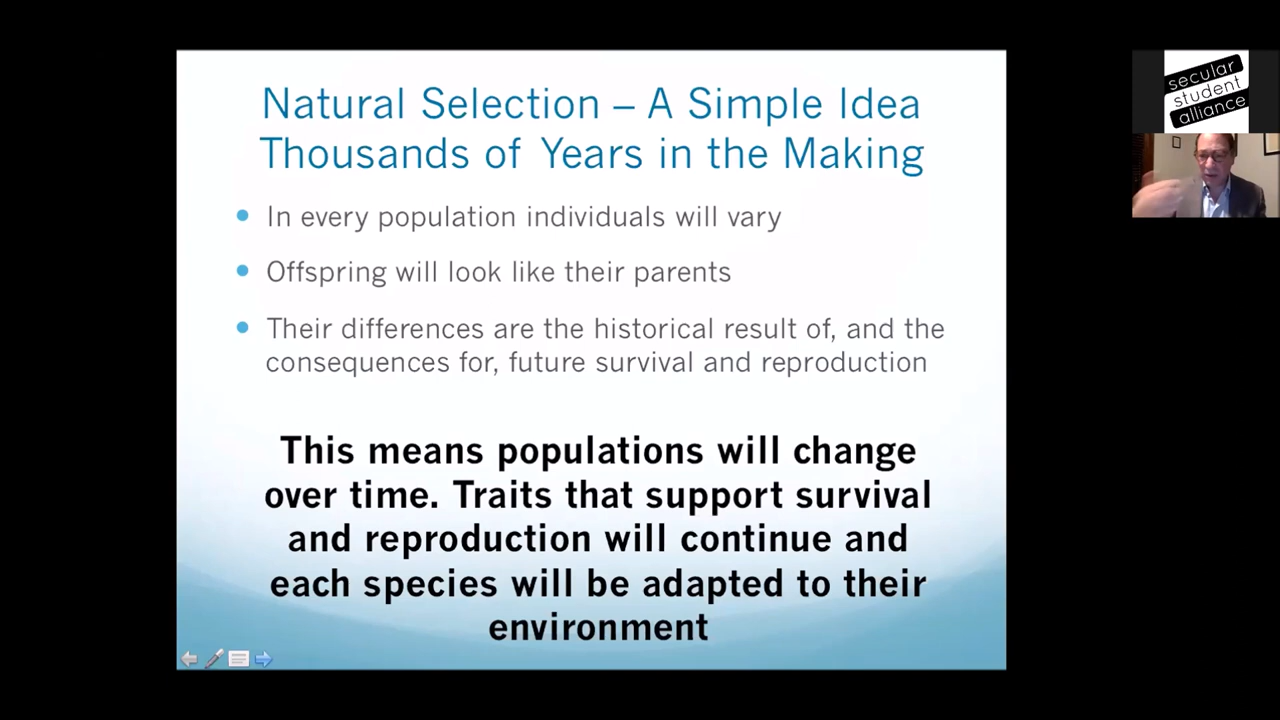 Natural Selection – A Simple Idea
Thousands of Years in the Making
In every population individuals will vary
Offspring will look like their parents
Their differences are the historical result of, and the
consequences for, future survival and reproduction
This means populations will change
over time. Traits that support survival
and reproduction will continue and
each species will be adapted to their
environment
secular
student
alliance